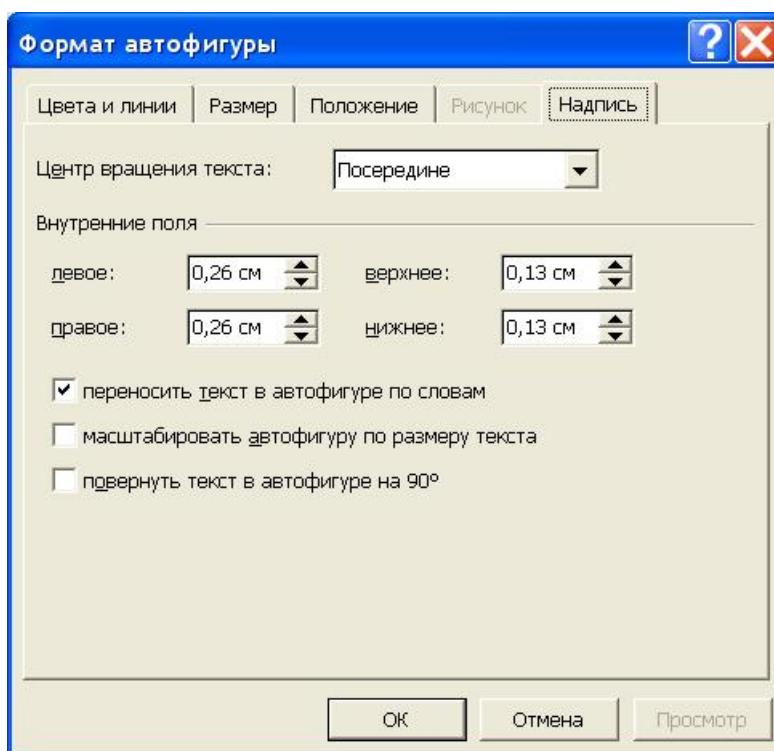 Формат автофигуры
Цвета и линии Размер Положение Рисунок Надпись
Центр вращения текста: Посередине
Внутренние поля
левое: 0,26 см верхнее: 0,13 см
правое: 0,26 см нижнее: 0,13 см
переносить текст в автофигуре по словам
масштабировать автофигуру по размеру текста
повернуть текст в автофигуре на 90º
ОК Отмена Просмотр